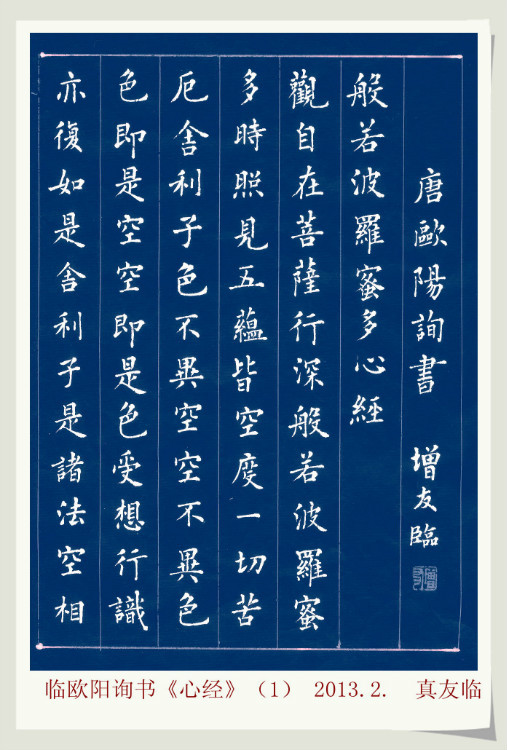 唐歐陽詢書 增友臨
般若波羅蜜多心經
觀自在菩薩行深般若波羅蜜
多時照見五蘊皆空度一切苦
厄舍利子色不異空空不異色
色即是空空即是色受想行識
亦復如是舍利子是諸法空相
临欧阳询书《心经》(1) 2013.2. 真友临